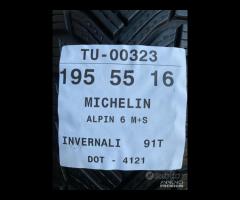 TU-00323
195 55 16
MICHELIN
ALPIN 6 M+S
INVERNALI 91T
DOT - 4121